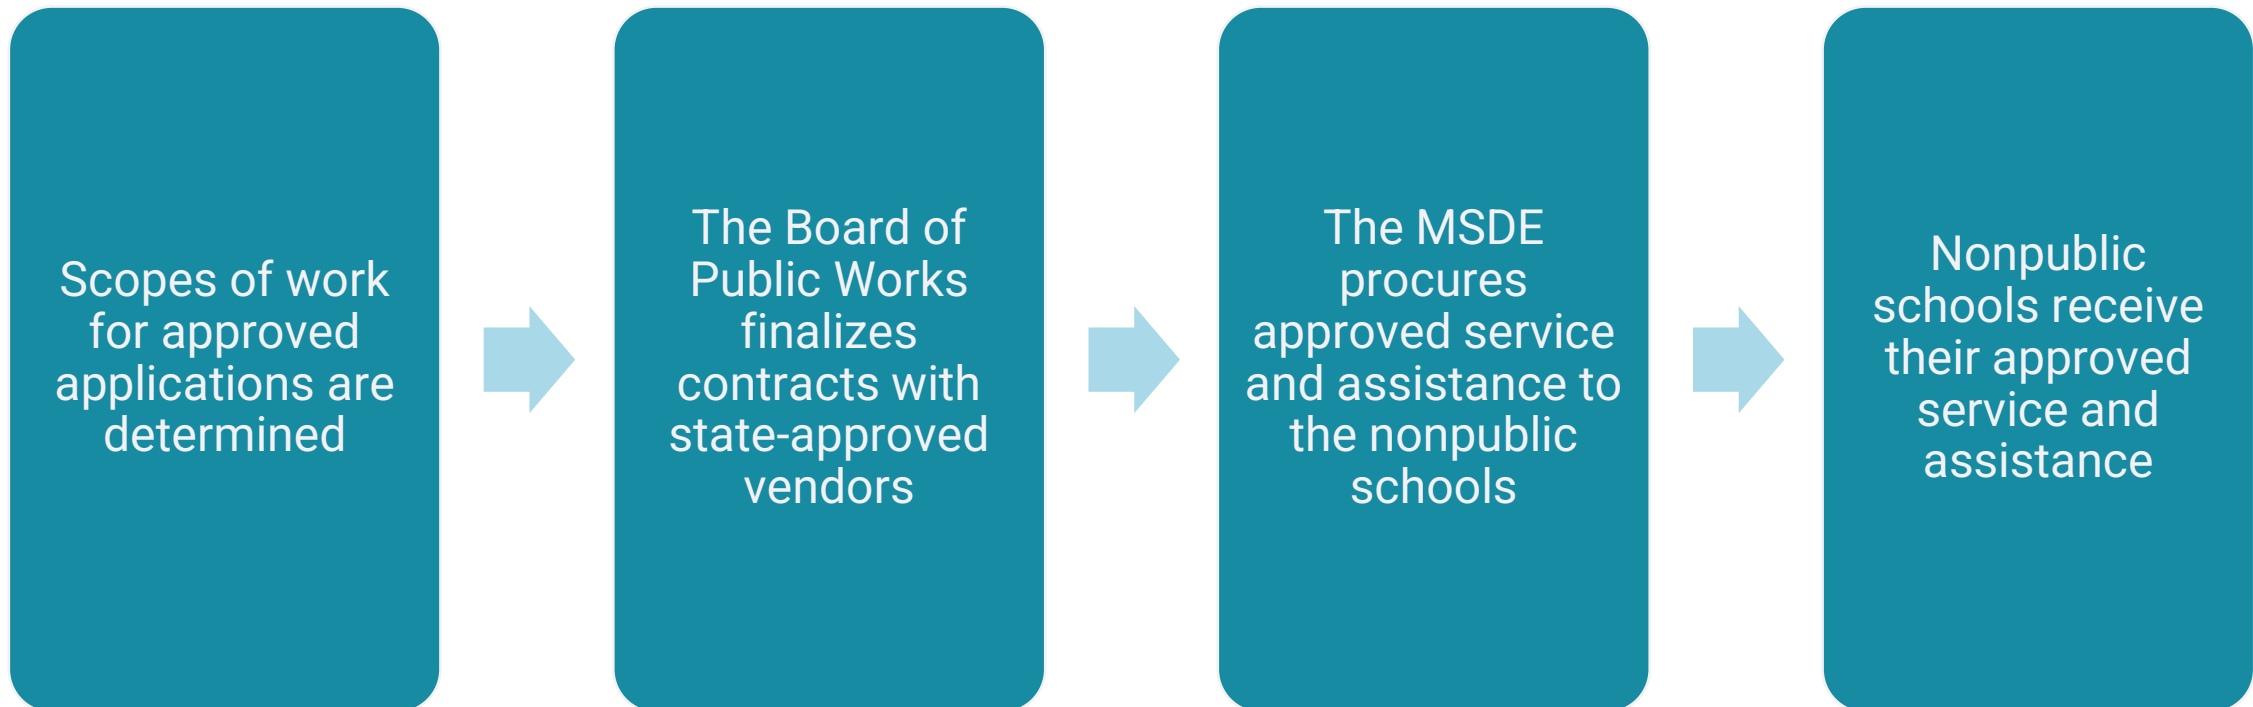 Scopes of work
for approved
applications are
determined
The Board of
Public Works
finalizes
contracts with
state-approved
vendors
The MSDE
procures
approved service
and assistance to
the nonpublic
schools
Nonpublic
schools receive
their approved
service and
assistance